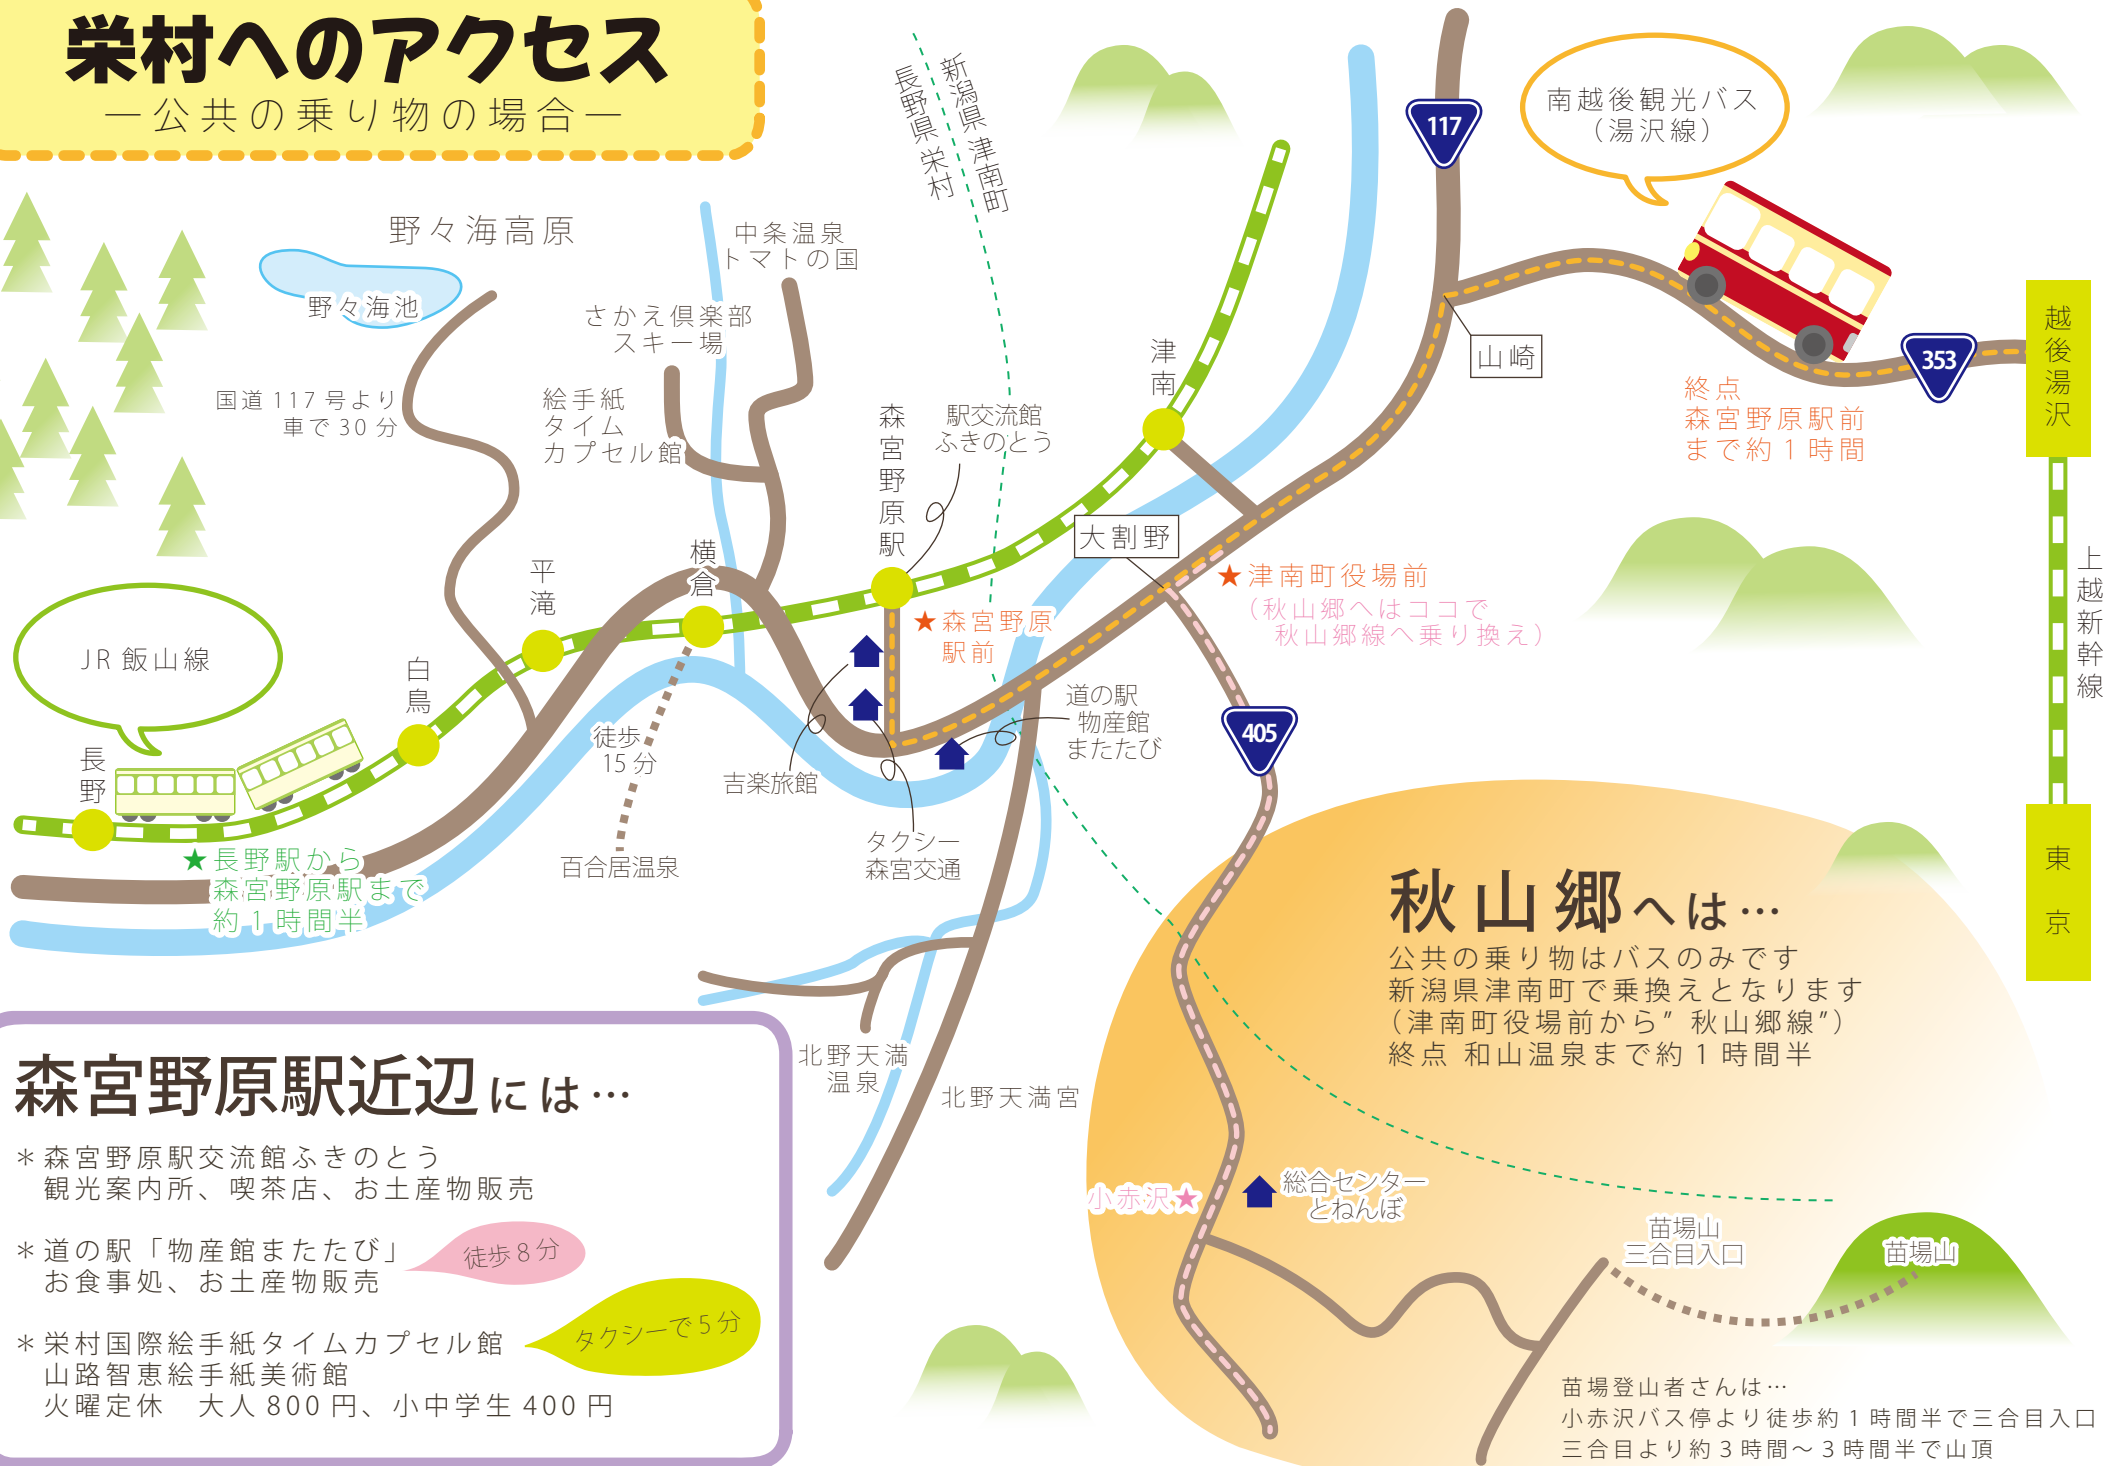 栄村へのアクセス
―公共の乗り物の場合―
長野県 栄村
新潟県 津南町
117
南越後観光バス
（湯沢線）
野々海高原
野々海池
中条温泉
トマトの国
さかえ倶楽部
スキー場
国道 117 号より
車で 30 分
絵手紙
タイム
カプセル館
森宮野原駅
駅交流館
ふきのとう
津南
山崎
353
越後湯沢
終点
森宮野原駅前
まで約 1 時間
大割野
平滝
横倉
★津南町役場前
（秋山郷へはココで
秋山郷線へ乗り換え）
上越新幹線
★森宮野原
駅前
JR 飯山線
白鳥
長野
徒歩
15 分
吉楽旅館
道の駅
物産館
またたび
405
タクシー
森宮交通
百合居温泉
★長野駅から
森宮野原駅まで
約 1 時間半
東京
秋山郷へは…
公共の乗り物はバスのみです
新潟県津南町で乗換えとなります
（津南町役場前から” 秋山郷線”）
終点 和山温泉まで約 1 時間半
北野天満
温泉
北野天満宮
森宮野原駅近辺には…
＊森宮野原駅交流館ふきのとう
観光案内所、喫茶店、お土産物販売
＊道の駅「物産館またたび」
お食事処、お土産物販売
徒歩 8 分
＊栄村国際絵手紙タイムカプセル館
山路智恵絵手紙美術館
火曜定休　大人 800 円、小中学生 400 円
タクシーで 5 分
小赤沢★
総合センター
とねんぼ
苗場山
三合目入口
苗場山
苗場登山者さんは…
小赤沢バス停より徒歩約 1 時間半で三合目入口
三合目より約 3 時間～ 3 時間半で山頂